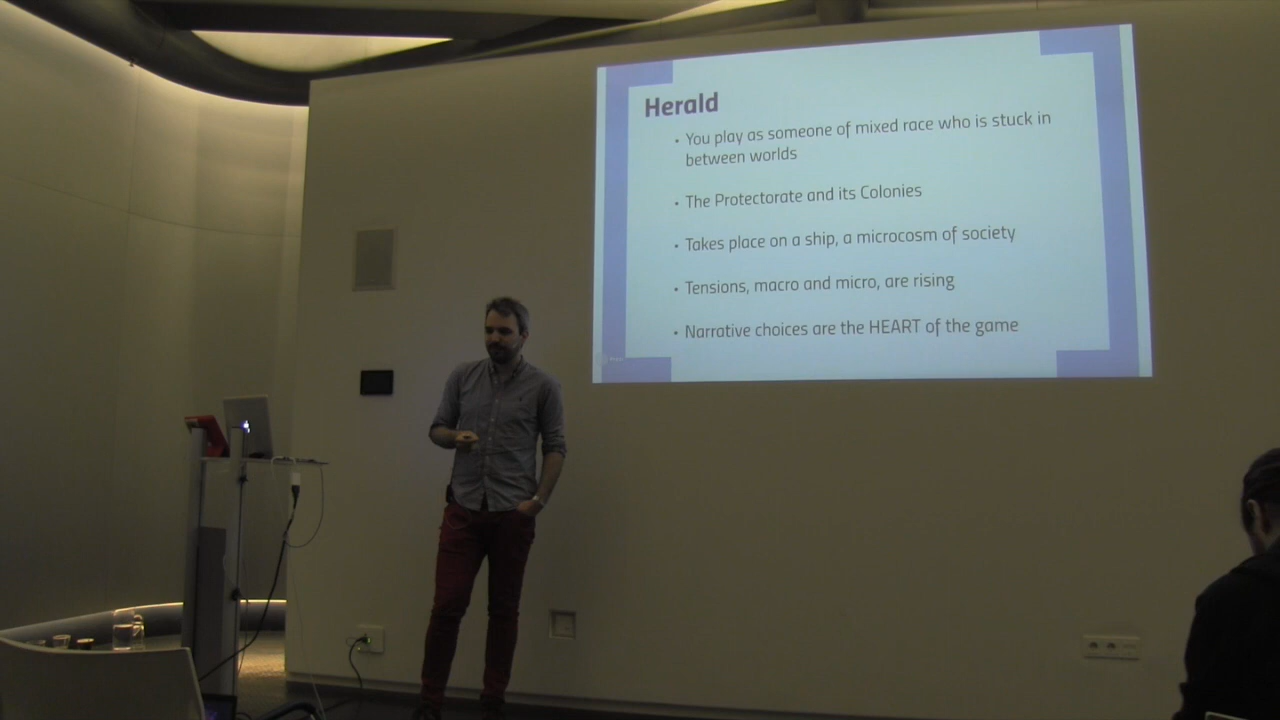 Herald
• You play as someone of mixed race who is stuck in
between worlds
• The Protectorate and its Colonies
• Takes place on a ship, a microcosm of society
• Tensions, macro and micro, are rising
• Narrative choices are the HEART of the game